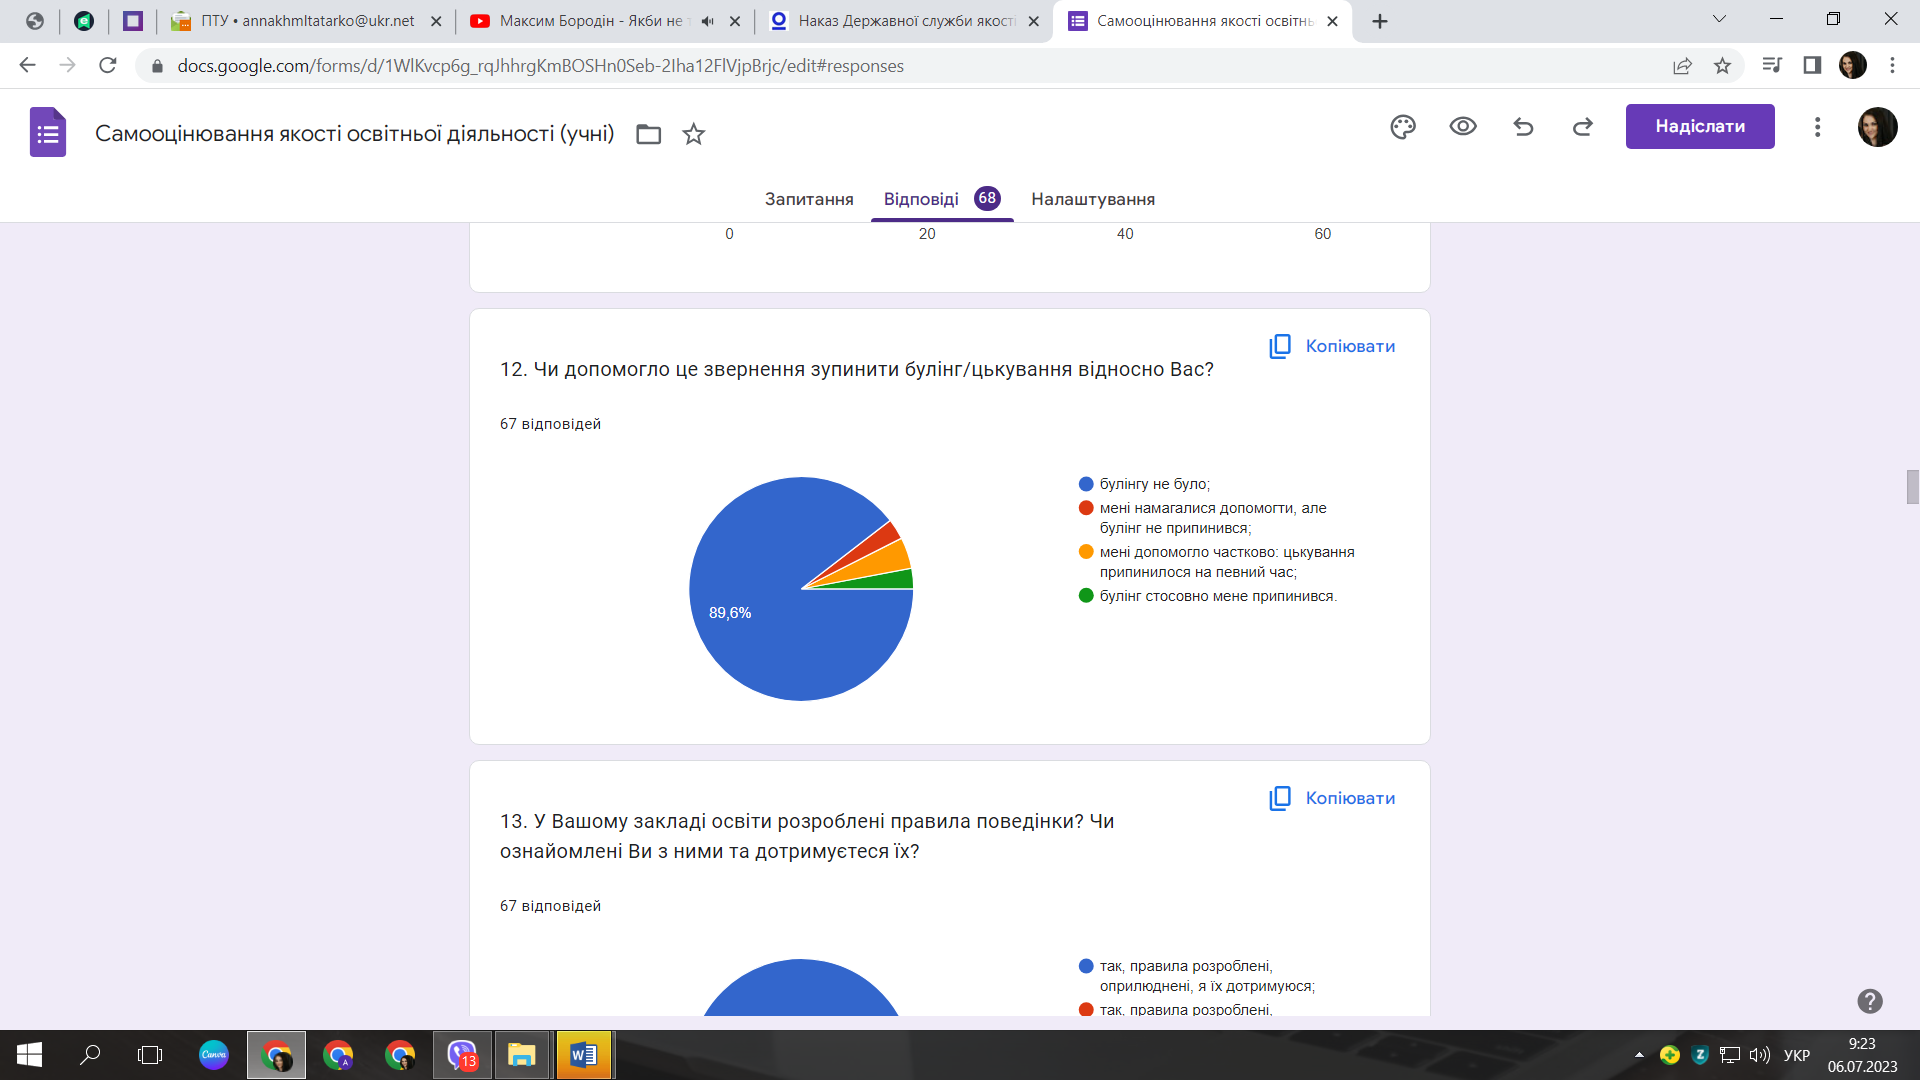 ПТУ • annakhmltatarko@ukr.net
Максим Бородін - Якби не
Наказ Державної служби якості
Самооцінювання якості освітнь
docs.google.com/forms/d/1WlKvcp6g_rqJhhrgKmBOSHn0Seb-2Iha12FlVjpBrjc/edit#responses
Самооцінювання якості освітньої діяльності (учні)
Надіслати
Запитання
Відповіді 68
Налаштування
0 20 40 60
Копіювати
12. Чи допомогло це звернення зупинити булінг/цькування відносно Вас?
67 відповідей
булінгу не було;
мені намагалися допомогти, але
булінг не припинився;
мені допомогло частково: цькування
припинилося на певний час;
булінг стосовно мене припинився.
89,6%
Копіювати
13. У Вашому закладі освіти розроблені правила поведінки? Чи
ознайомлені Ви з ними та дотримуєтеся їх?
67 відповідей
так, правила розроблені,
оприлюднені, я їх дотримуюся;
так, правила розроблені,
Canva
A
13
W
Z
УКР
9:23
06.07.2023